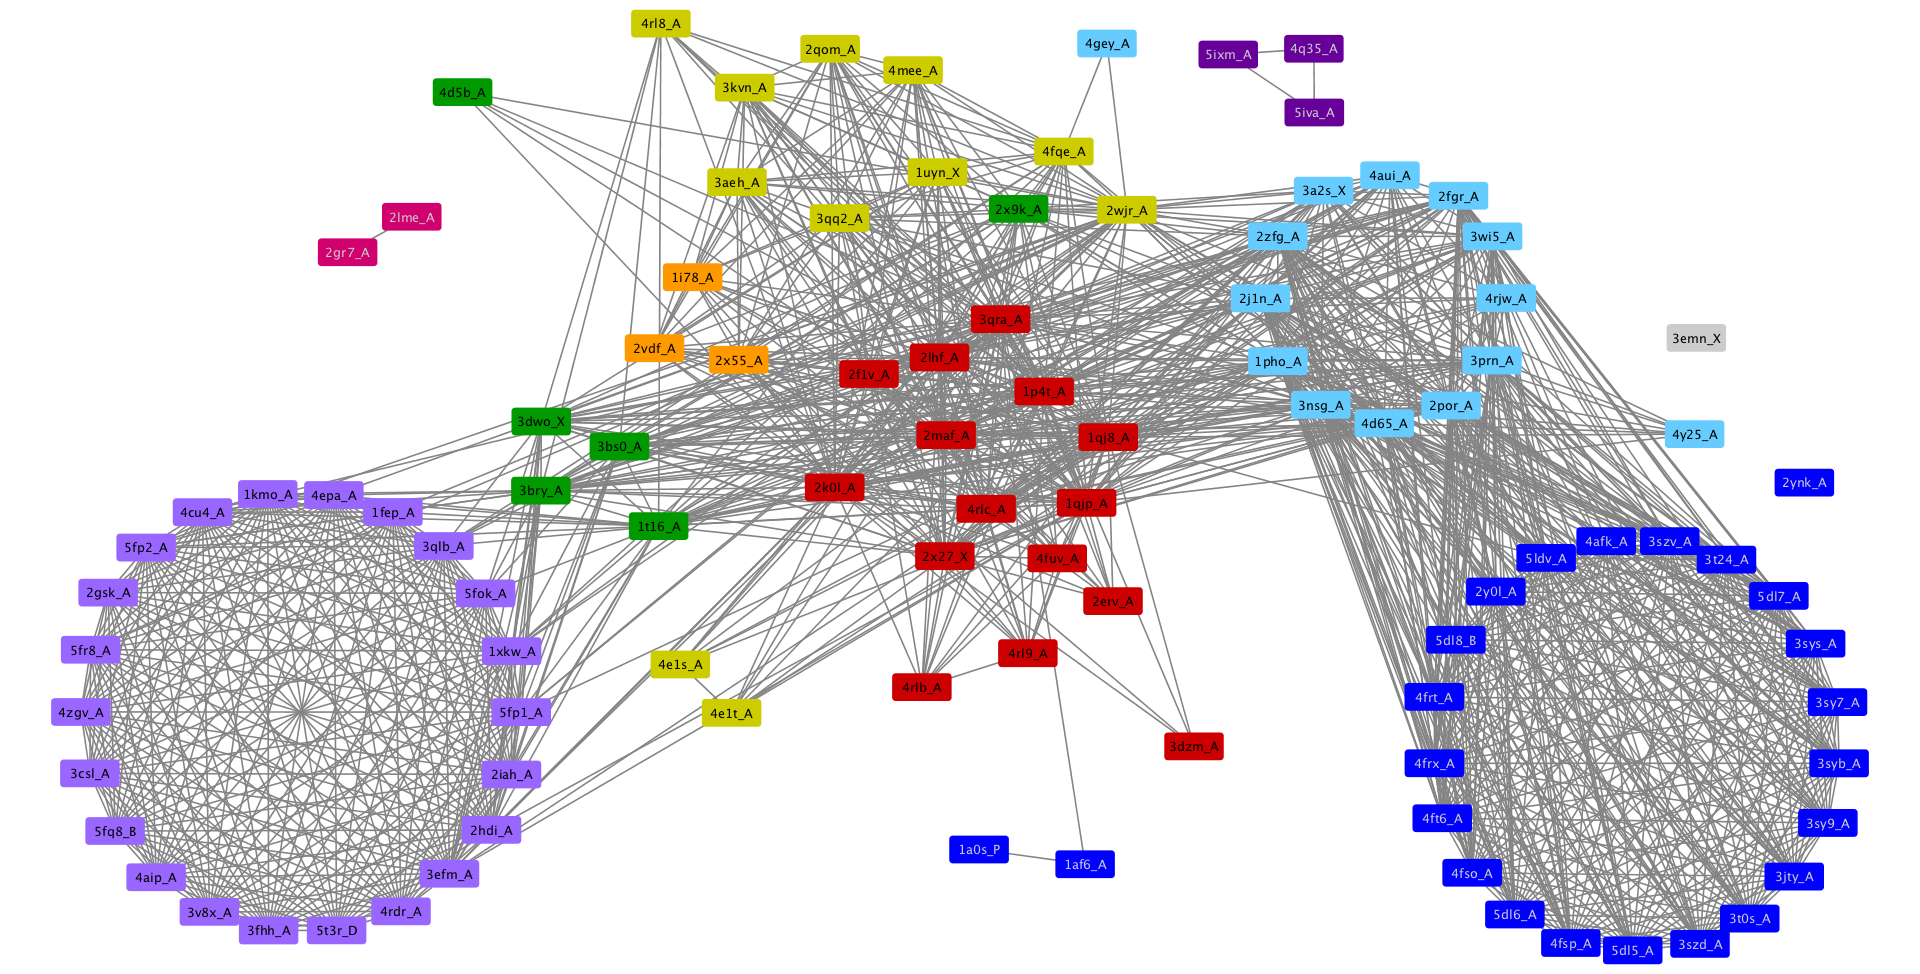 4rl8_A
2qom_A
4mee_A
3kvn_A
4gey_A
5ixm_A
4q35_A
5iva_A
4d5b_A
4fqe_A
1uyn_X
3aeh_A
3qq2_A
2x9k_A
2wjr_A
3a2s_X
4aui_A
2fgr_A
2zfg_A
3wi5_A
2lme_A
2gr7_A
1i78_A
2j1n_A
4rjw_A
3qra_A
3emn_X
2vdf_A
2x55_A
2lhf_A
2f1v_A
1pho_A
3prn_A
1p4t_A
3nsg_A
2por_A
4d65_A
3dwo_X
3bs0_A
2maf_A
1qj8_A
4y25_A
3bry_A
2k0l_A
4rlc_A
1qjp_A
2ynk_A
1t16_A
1kmo_A
4epa_A
4cu4_A
1fep_A
5fp2_A
3qlb_A
2gsk_A
5fok_A
5fr8_A
1xkw_A
4zgv_A
5fp1_A
3csl_A
2iah_A
5fq8_B
2hdi_A
4aip_A
3efm_A
3v8x_A
4rdr_A
3fhh_A
5t3r_D
2x27_X
4fuv_A
2erv_A
4rl9_A
4rlb_A
4e1s_A
4e1t_A
3dzm_A
1a0s_P
1af6_A
4afk_A
3szv_A
5ldv_A
3t24_A
2y0l_A
5dl7_A
5dl8_B
3sys_A
4frt_A
3sy7_A
4frx_A
3syb_A
4ft6_A
3sy9_A
4fso_A
3jty_A
5dl6_A
3t0s_A
4fsp_A
5dl5_A
3szd_A